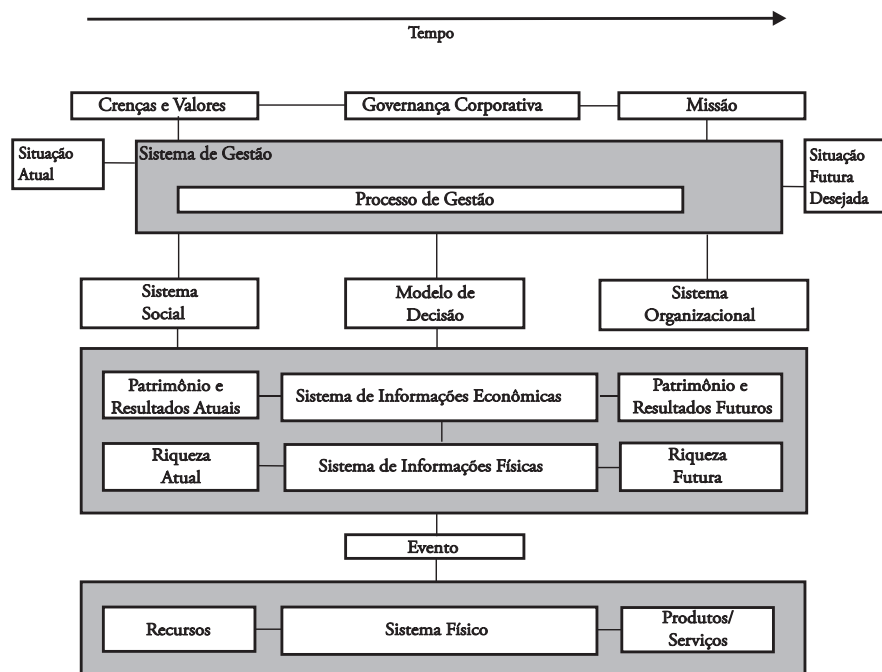 Tempo
Crenças e Valores
Governança Corporativa
Missão
Situação
Atual
Sistema de Gestão
Situação
Futura
Desejada
Processo de Gestão
Sistema
Social
Modelo de
Decisão
Sistema
Organizacional
Patrimônio e
Resultados Atuais
Sistema de Informações Econômicas
Patrimônio e
Resultados Futuros
Riqueza
Atual
Sistema de Informações Físicas
Riqueza
Futura
Evento
Recursos
Sistema Físico
Produtos/
Serviços